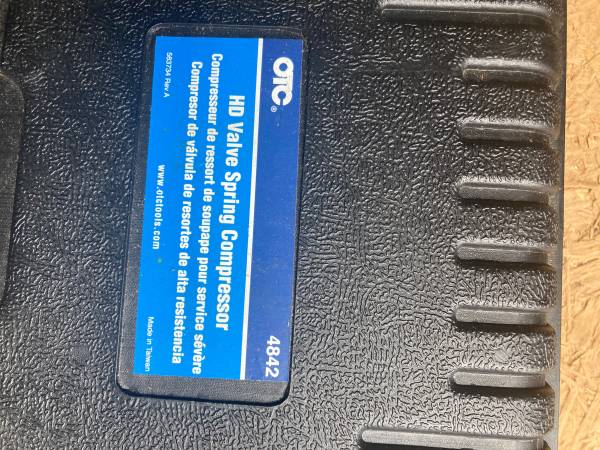 OTC® 4842
HD Valve Spring Compressor
Compresseur de ressort de soupape pour service sévère
Compresor de válvula de resortes de alta resistencia
www.otctools.com
563734 Rev. A
Made in Taiwan